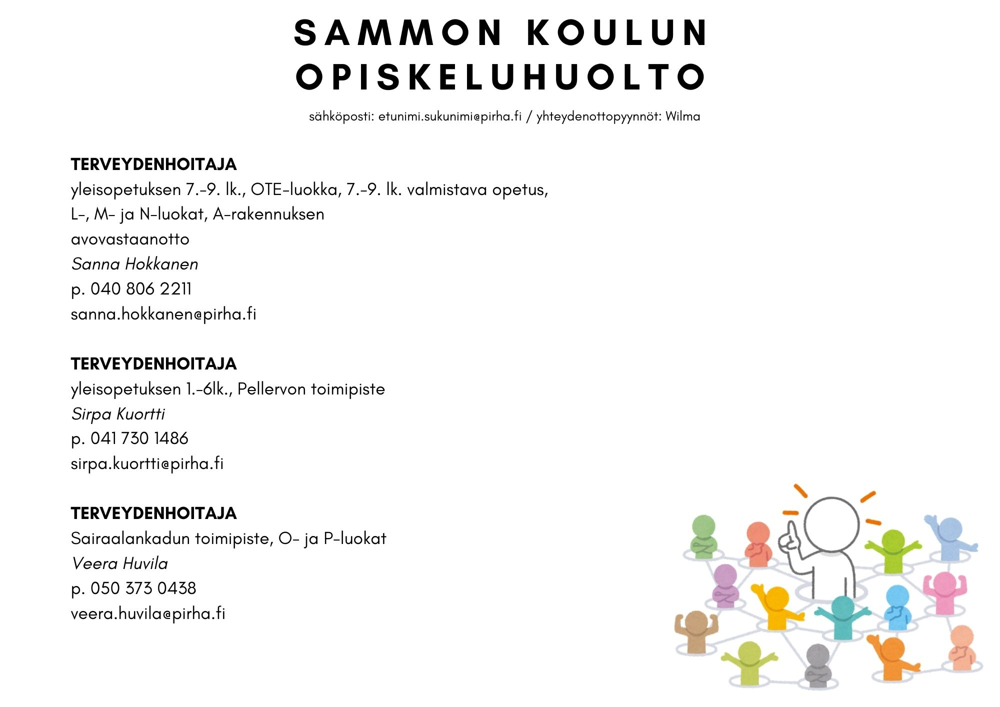 SAMMON KOULUN
OPISKELUHUOLTO
sähköposti: etunimi.sukunimi@pirha.fi / yhteydenottopyynnöt: Wilma
TERVEYDENHOITAJA
yleisopetuksen 7.-9. lk., OTE-luokka, 7.-9. lk. valmistava opetus,
L-, M- ja N-luokat, A-rakennuksen
avovastaanotto
Sanna Hokkanen
p. 040 806 2211
sanna.hokkanen@pirha.fi
TERVEYDENHOITAJA
yleisopetuksen 1.-6lk., Pellervon toimipiste
Sirpa Kuortti
p. 041 730 1486
sirpa.kuortti@pirha.fi
TERVEYDENHOITAJA
Sairaalankadun toimipiste, O- ja P-luokat
Veera Huvila
p. 050 373 0438
veera.huvila@pirha.fi